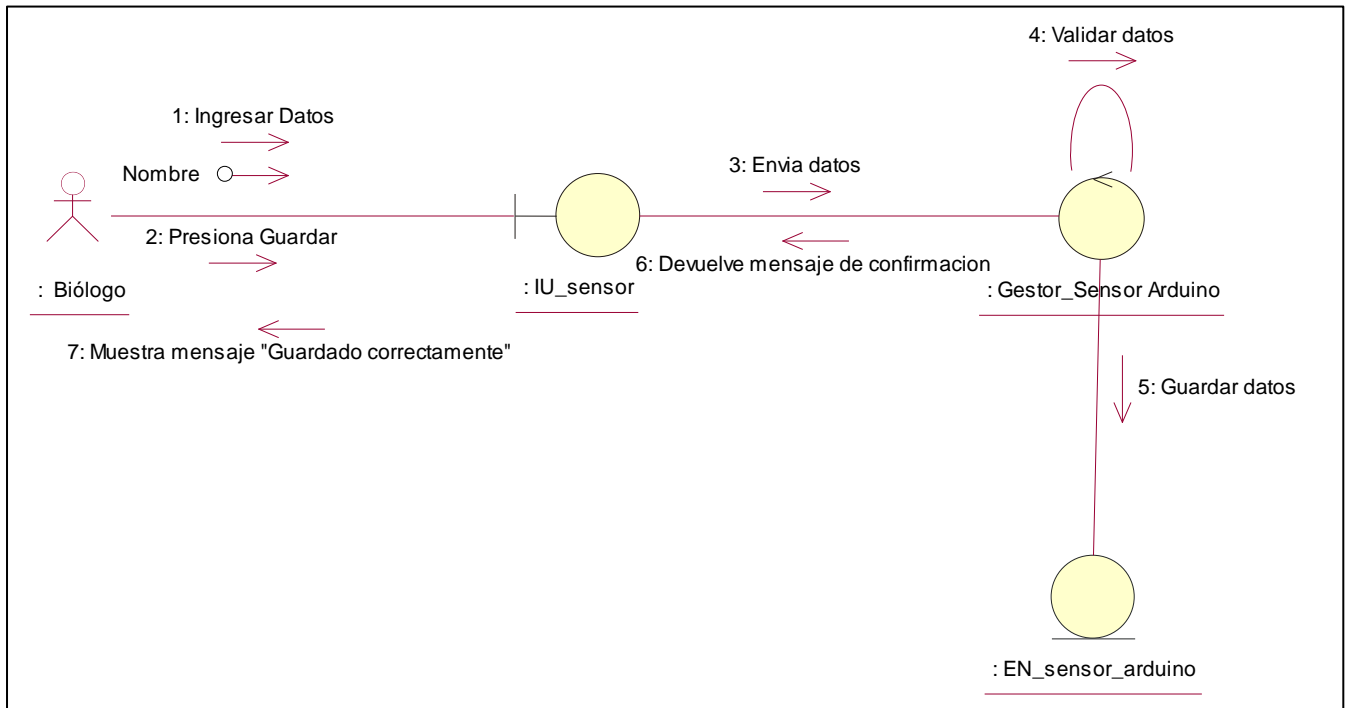 4: Validar datos
1: Ingresar Datos
3: Envia datos
Nombre
2: Presiona Guardar
6: Devuelve mensaje de confirmacion
: Biólogo
: IU_sensor
: Gestor_Sensor Arduino
7: Muestra mensaje "Guardado correctamente"
5: Guardar datos
: EN_sensor_arduino